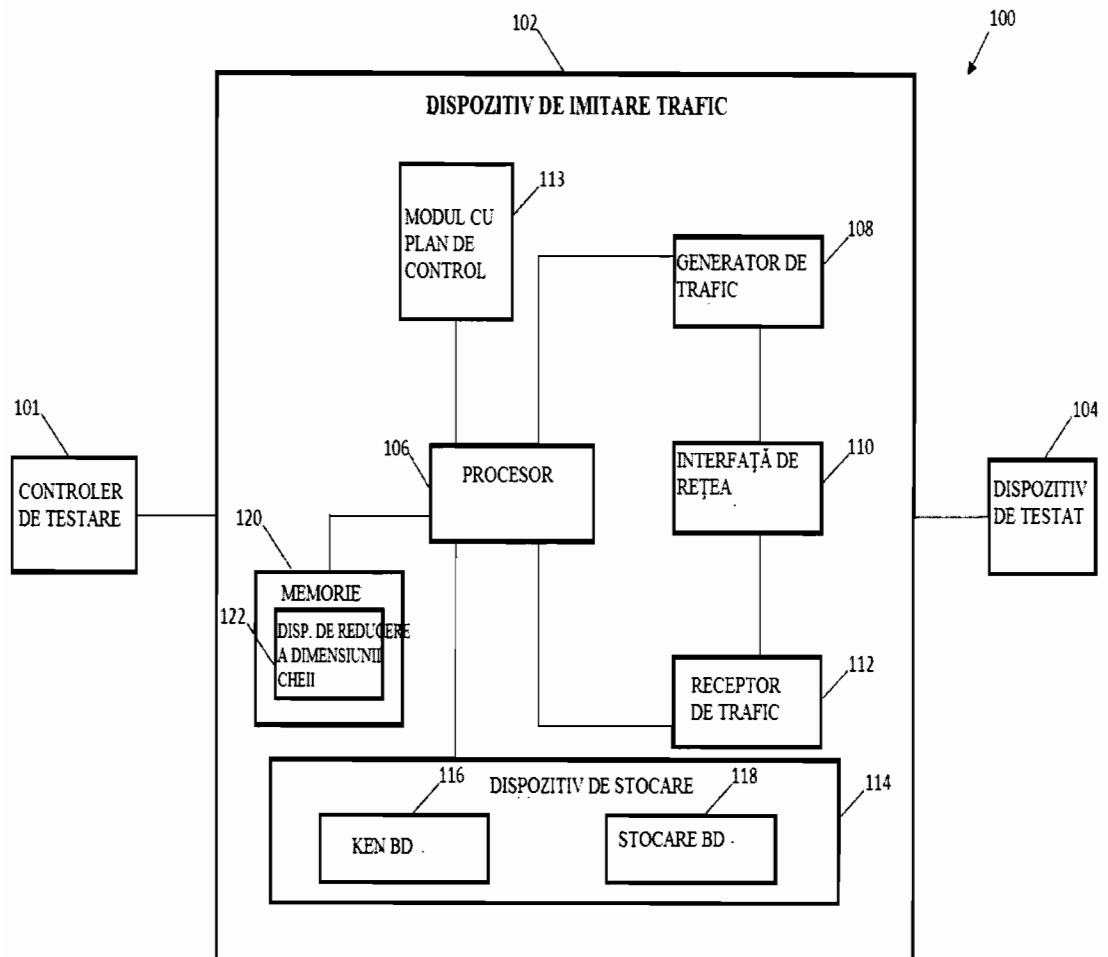 102
100
DISPOZITIV DE IMITARE TRAFIC
113
MODUL CU
PLAN DE
CONTROL
108
GENERATOR DE
TRAFIC
101
CONTROLER
DE TESTARE
106
PROCESOR
110
INTERFAȚĂ DE
REȚEA
104
DISPOZITIV
DE TESTAT
120
MEMORIE
122
DISP. DE REDUCERE
A DIMENSIUNII
CHEII
112
RECEPTOR
DE TRAFIC
DISPOZITIV DE STOCARE
116
118
114
KEN BD
STOCARE BD